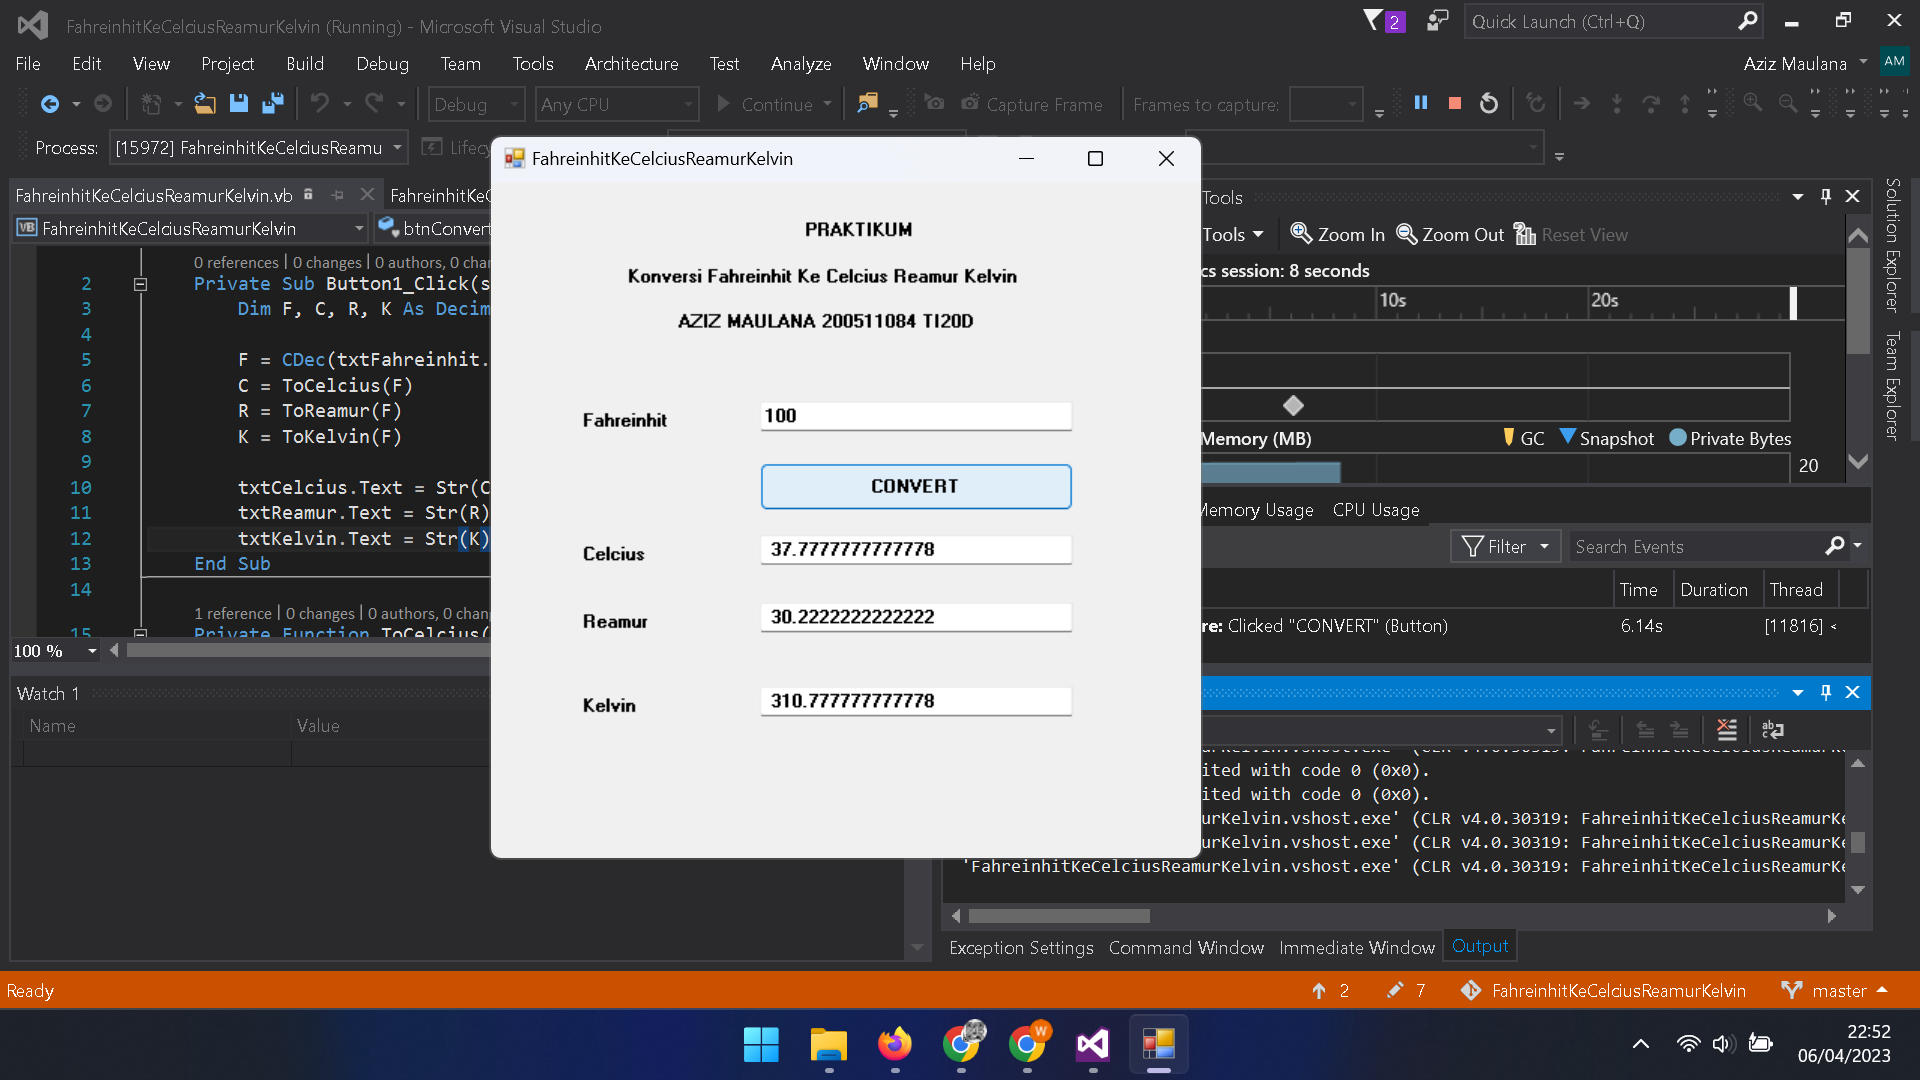 FahreinhitKeCelciusReamurKelvin (Running) - Microsoft Visual Studio
2
Quick Launch (Ctrl+Q)
File Edit View Project Build Debug Team Tools Architecture Test Analyze Window Help
Aziz Maulana
AM
Debug
Any CPU
Continue
Capture Frame
Frames to capture:
Process:
[15972] FahreinhitKeCelciusReamu
Lifecy
FahreinhitKeCelciusReamurKelvin.vb
FahreinhitKeC
VB FahreinhitKeCelciusReamurKelvin
btnConvert
0 references | 0 changes | 0 authors, 0 chan
2 Private Sub Button1_Click(s
3 Dim F, C, R, K As Decim
4
5 F = CDec(txtFahreinhit.
6 C = ToCelcius(F)
7 R = ToReamur(F)
8 K = ToKelvin(F)
9
10 txtCelcius.Text = Str(C
11 txtReamur.Text = Str(R)
12 txtKelvin.Text = Str(K)
13 End Sub
14
1 reference | 0 changes | 0 authors, 0 chang
15 Private Function ToCelcius(
100 %
Watch 1
Name
Value
FahreinhitKeCelciusReamurKelvin
PRAKTIKUM
Konversi Fahreinhit Ke Celcius Reamur Kelvin
AZIZ MAULANA 200511084 TI20D
Fahreinhit
100
CONVERT
Celcius
37.7777777777778
Reamur
30.2222222222222
Kelvin
310.777777777778
Tools
Tools
Zoom In
Zoom Out
Reset View
cs session: 8 seconds
10s
20s
Memory (MB)
GC
Snapshot
Private Bytes
20
Memory Usage
CPU Usage
Filter
Search Events
Time
Duration
Thread
re: Clicked "CONVERT" (Button)
6.14s
[11816] <
urKelvin.vshost.exe' (CLR v4.0.30319: FahreinhitKeCelciusReamurKe
ited with code 0 (0x0).
ited with code 0 (0x0).
urKelvin.vshost.exe' (CLR v4.0.30319: FahreinhitKeCelciusReamurKe
urKelvin.vshost.exe' (CLR v4.0.30319: FahreinhitKeCelciusReamurKe
'FahreinhitKeCelciusReamurKelvin.vshost.exe' (CLR v4.0.30319: FahreinhitKeCelciusReamurKe
Exception Settings
Command Window
Immediate Window
Output
Solution Explorer
Team Explorer
Ready
2
7
FahreinhitKeCelciusReamurKelvin
master
W
22:52
06/04/2023